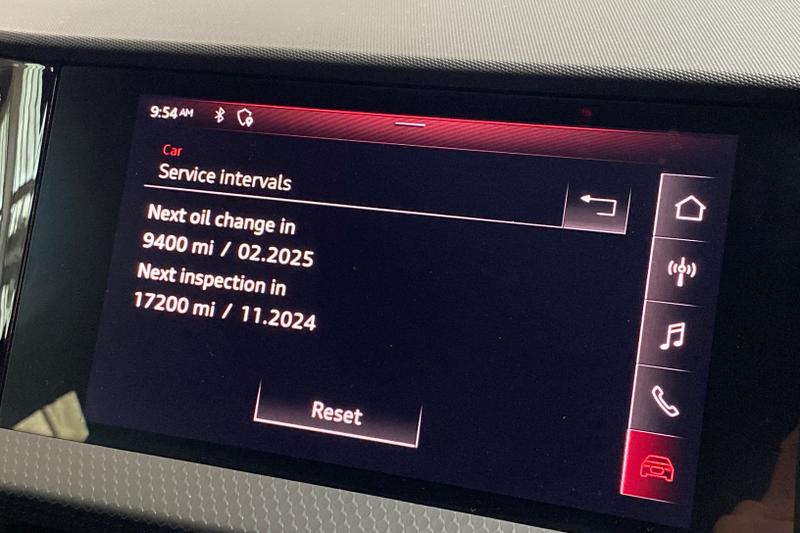 9:54 AM
Car
Service intervals
Next oil change in
9400 mi / 02.2025
Next inspection in
17200 mi / 11.2024
Reset